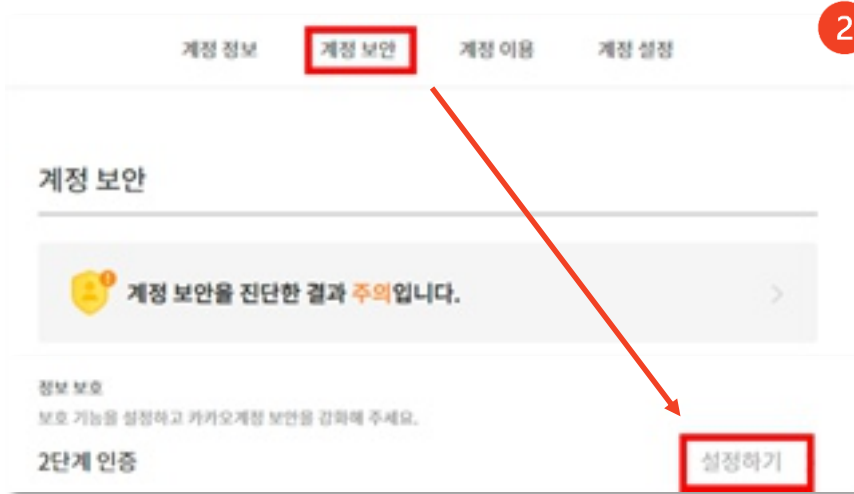 2
계정 정보 계정 보안 계정 이용 계정 설정
계정 보안
계정 보안을 진단한 결과 주의입니다.
정보 보호
보호 기능을 설정하고 카카오계정 보안을 강화해 주세요.
2단계 인증 설정하기